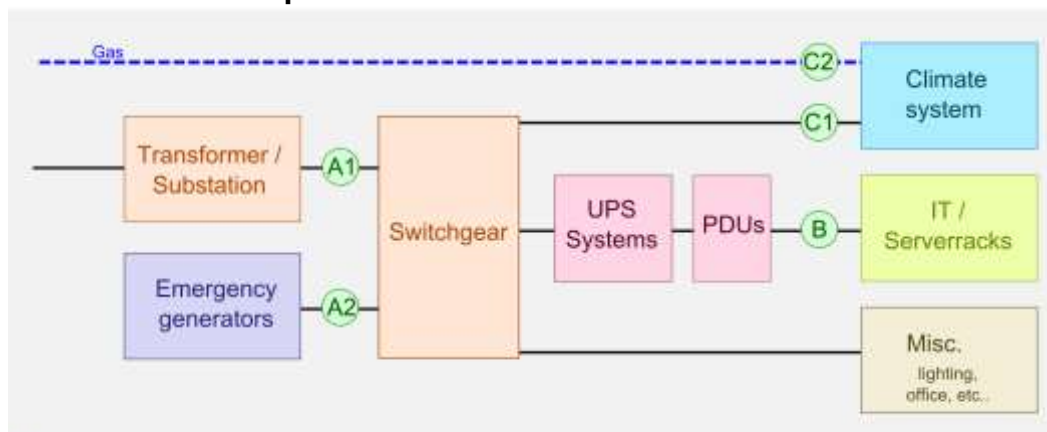 Gas
C2
Climate
system
C1
Transformer /
Substation
A1
Switchgear
UPS
Systems
PDUs
B
IT /
Serverracks
Emergency
generators
A2
Misc.
lighting,
office, etc..